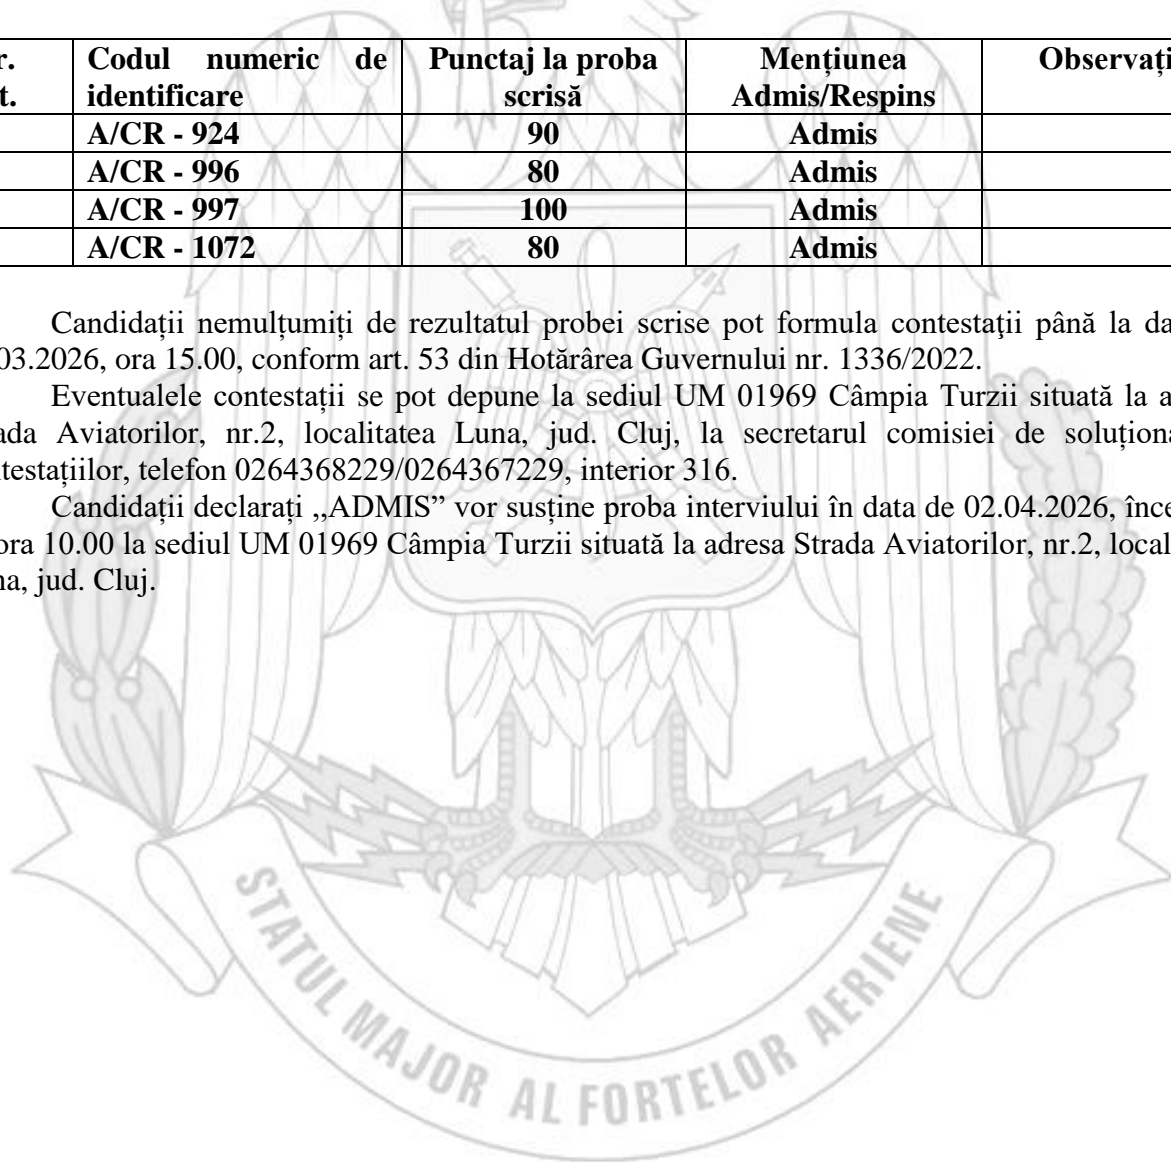 r. Codul numeric de Punctaj la proba Mențiunea Observați
t. identificare scrisă Admis/Respins
A/CR - 924 90 Admis
A/CR - 996 80 Admis
A/CR - 997 100 Admis
A/CR - 1072 80 Admis
Candidații nemulțumiți de rezultatul probei scrise pot formula contestaţii până la da
03.2026, ora 15.00, conform art. 53 din Hotărârea Guvernului nr. 1336/2022.
Eventualele contestații se pot depune la sediul UM 01969 Câmpia Turzii situată la a
ada Aviatorilor, nr.2, localitatea Luna, jud. Cluj, la secretarul comisiei de soluționa
ntestațiilor, telefon 0264368229/0264367229, interior 316.
Candidații declarați ,,ADMIS” vor susține proba interviului în data de 02.04.2026, înce
ora 10.00 la sediul UM 01969 Câmpia Turzii situată la adresa Strada Aviatorilor, nr.2, local
na, jud. Cluj.
STATUL MAJOR AL FORTELOR AERIENE